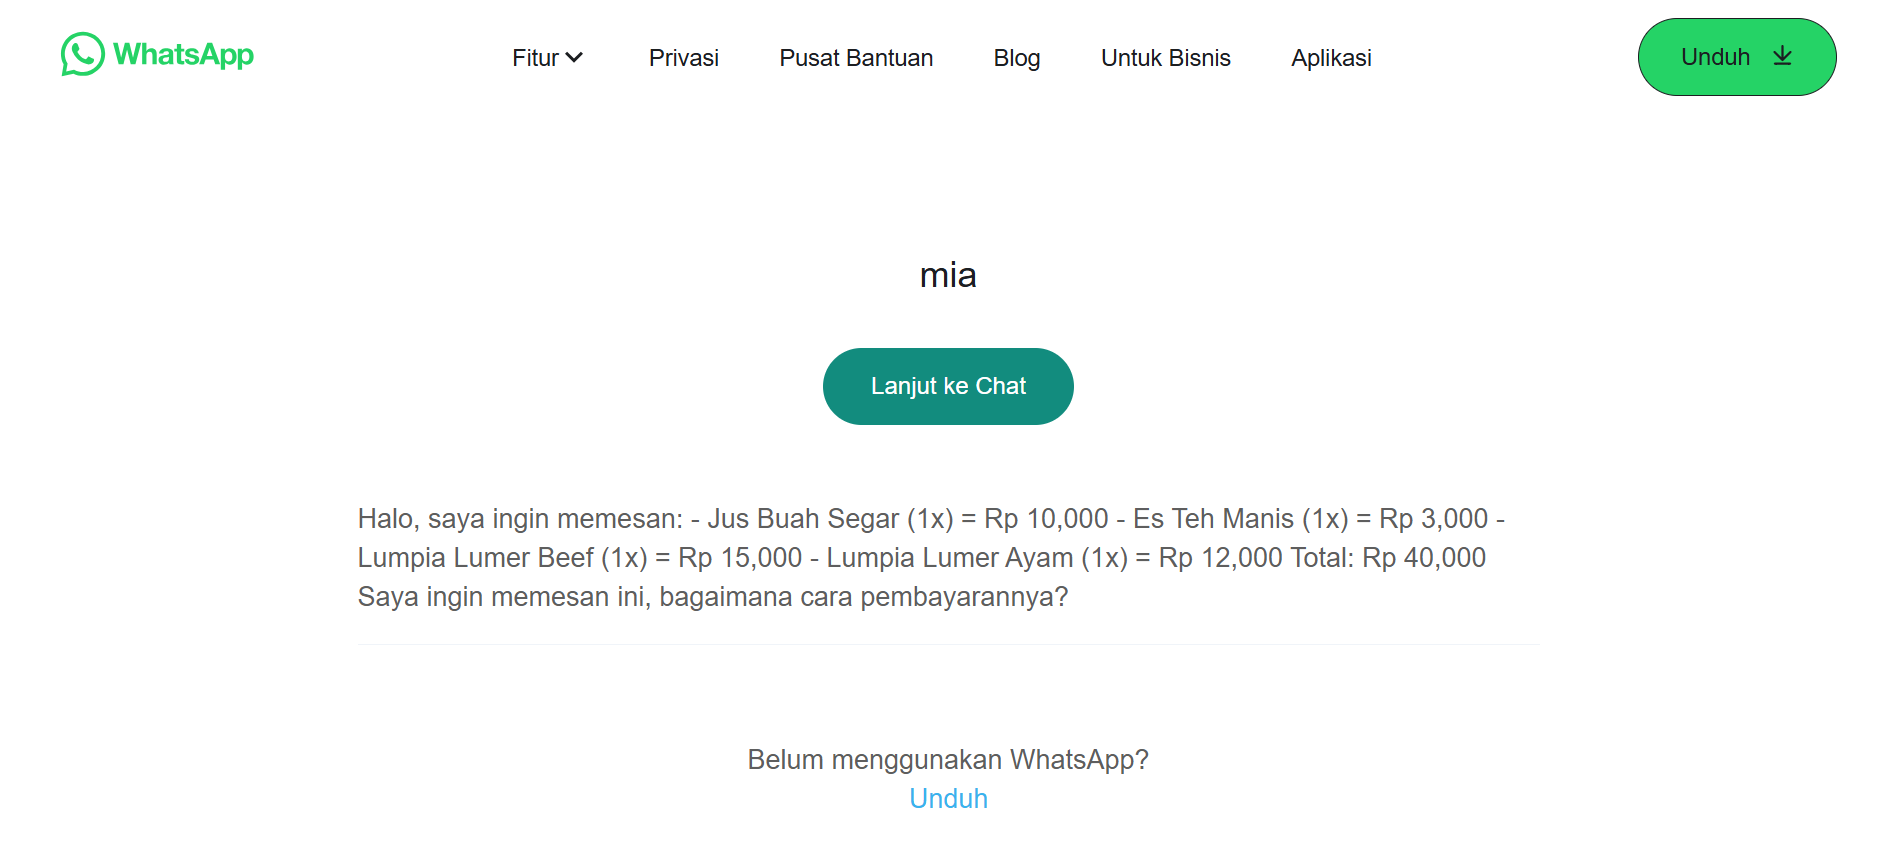 WhatsApp
Fitur Privasi Pusat Bantuan Blog Untuk Bisnis Aplikasi Unduh
mia
Lanjut ke Chat
Halo, saya ingin memesan: - Jus Buah Segar (1x) = Rp 10,000 - Es Teh Manis (1x) = Rp 3,000 -
Lumpia Lumer Beef (1x) = Rp 15,000 - Lumpia Lumer Ayam (1x) = Rp 12,000 Total: Rp 40,000
Saya ingin memesan ini, bagaimana cara pembayarannya?
Belum menggunakan WhatsApp?
Unduh